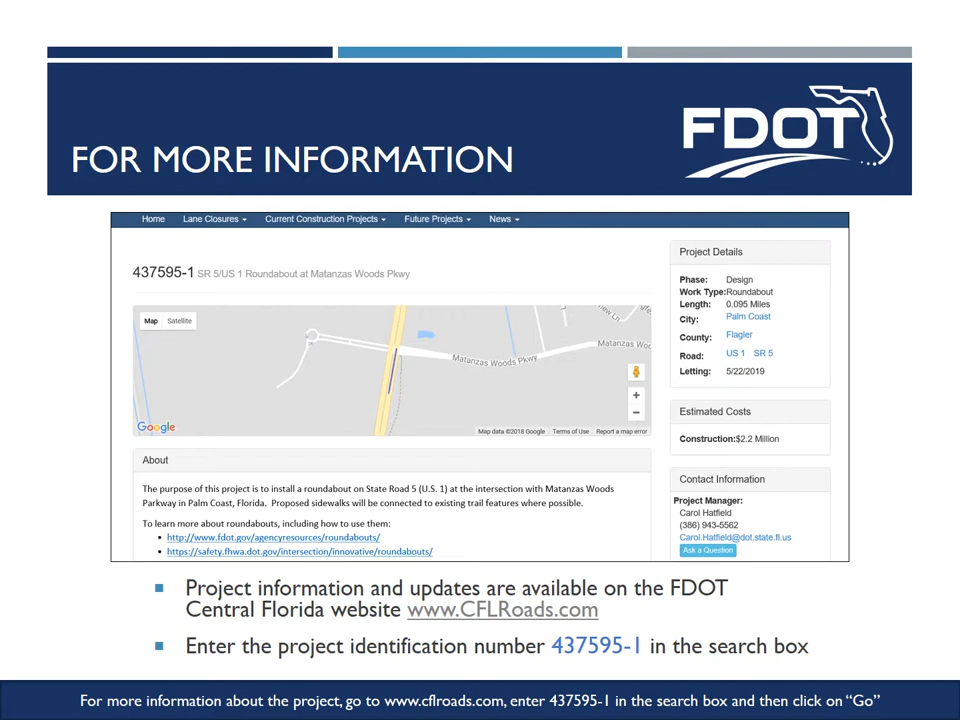 FOR MORE INFORMATION
FDOT
Home Lane Closures Current Construction Projects Future Projects News
437595-1 SR 5/US 1 Roundabout at Matanzas Woods Pkwy
Map Satellite
Matanzas Woods Pkwy
Matanzas Woo
Google
Map data ©2018 Google Terms of Use Report a map error
Project Details
Phase: Design
Work Type:Roundabout
Length: 0.095 Miles
City: Palm Coast
County: Flagler
Road: US 1 SR 5
Letting: 5/22/2019
Estimated Costs
Construction:$2.2 Million
Contact Information
Project Manager:
Carol Hatfield
(386) 943-5562
Carol.Hatfield@dot.state.fl.us
Ask a Question
About
The purpose of this project is to install a roundabout on State Road 5 (U.S. 1) at the intersection with Matanzas Woods
Parkway in Palm Coast, Florida. Proposed sidewalks will be connected to existing trail features where possible.
To learn more about roundabouts, including how to use them:
• http://www.fdot.gov/agencyresources/roundabouts/
• https://safety.fhwa.dot.gov/intersection/innovative/roundabouts/
Project information and updates are available on the FDOT
Central Florida website www.CFLRoads.com
Enter the project identification number 437595-1 in the search box
For more information about the project, go to www.cflroads.com, enter 437595-1 in the search box and then click on “Go”